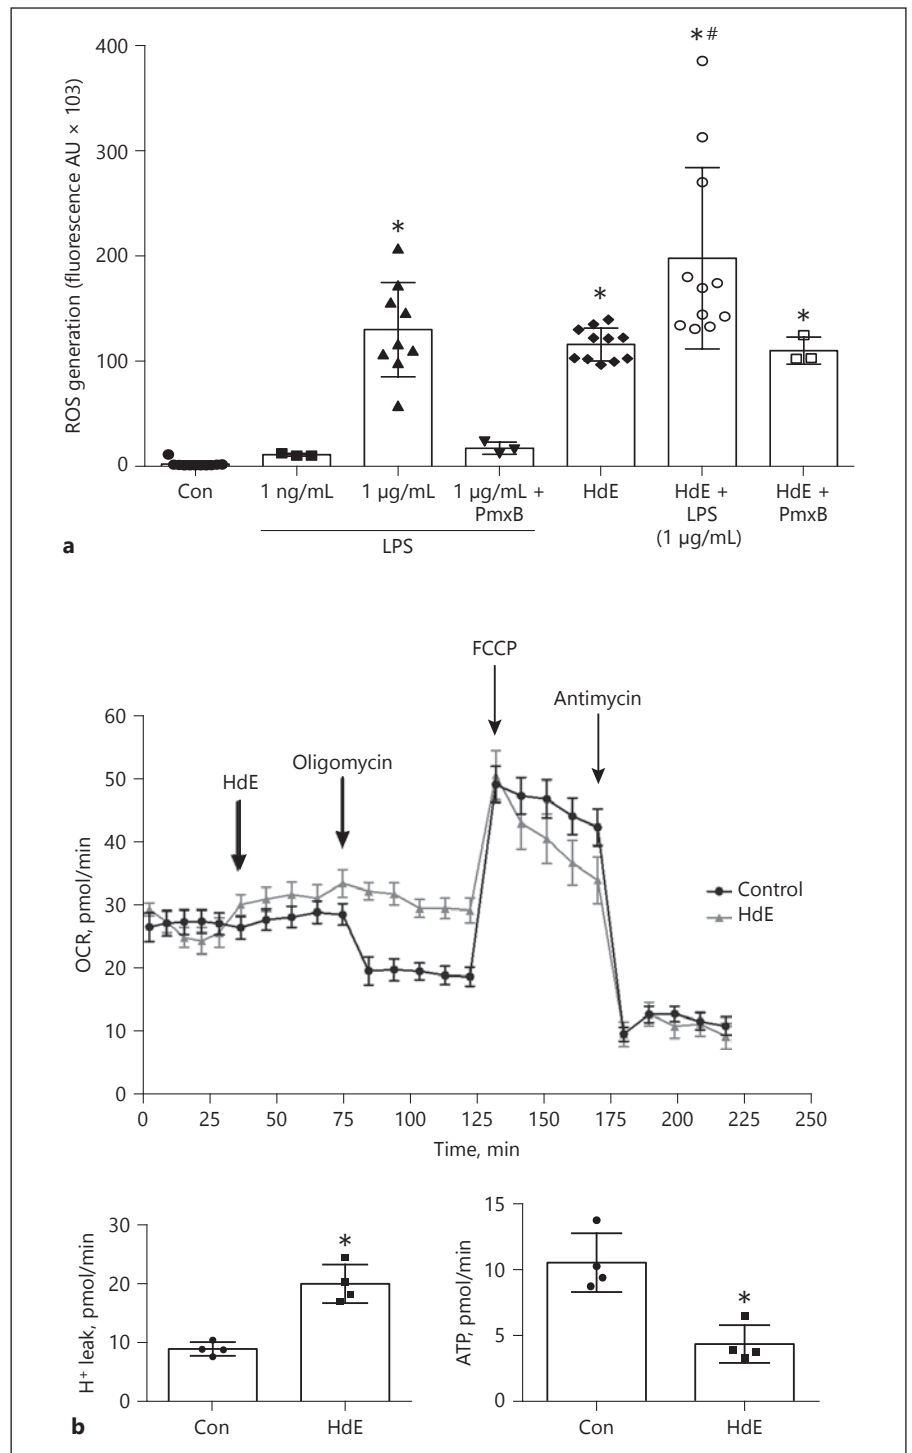 ROS generation (fluorescence AU × 103)
400
300
200
100
0
*
*
*#
*
Con
1 ng/mL
1 µg/mL
1 µg/mL +
PmxB
HdE
HdE +
LPS
(1 µg/mL)
HdE +
PmxB
LPS
a
FCCP
Antimycin
Oligomycin
HdE
OCR, pmol/min
60
50
40
30
20
10
0
Control
HdE
0
25
50
75
100
125
150
175
200
225
250
Time, min
H+ leak, pmol/min
30
20
10
0
*
Con
HdE
ATP, pmol/min
15
10
5
0
*
Con
HdE
b